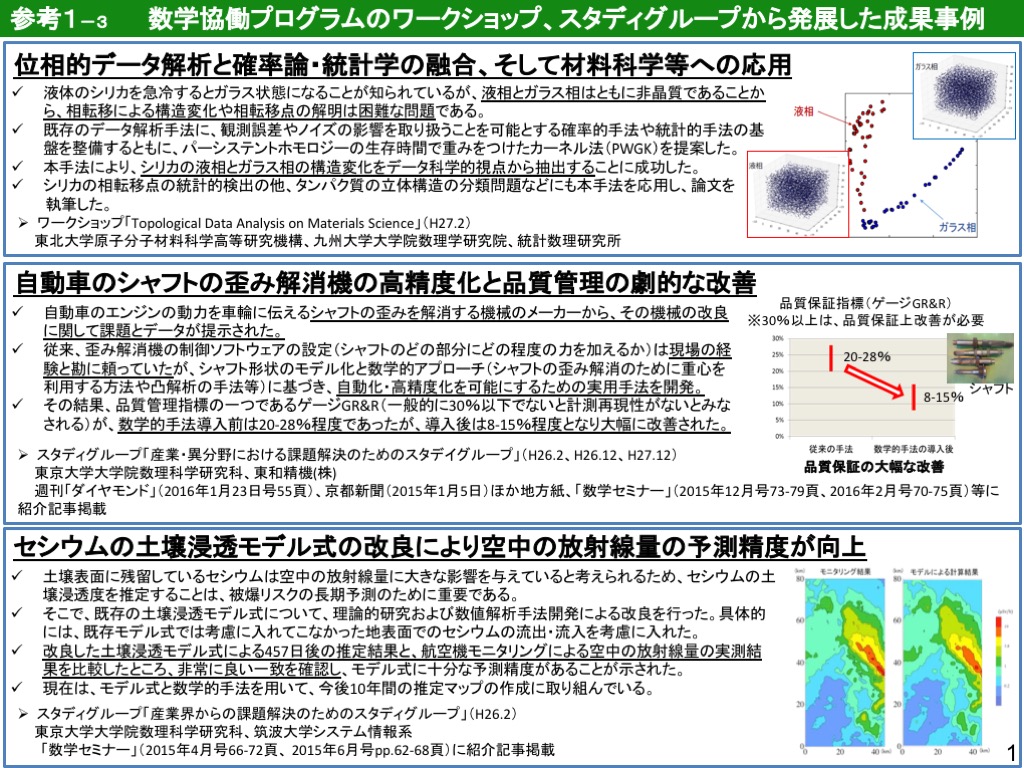 参考1－3　数学協働プログラムのワークショップ、スタディグループから発展した成果事例
位相的データ解析と確率論・統計学の融合、そして材料科学等への応用
✓ 液体のシリカを急冷するとガラス状態になることが知られているが、液相とガラス相はともに非晶質であることか
ら、相転移による構造変化や相転移点の解明は困難な問題である。
✓ 既存のデータ解析手法に、観測誤差やノイズの影響を取り扱うことを可能とする確率的手法や統計的手法の基
盤を整備するともに、パーシステントホモロジーの生存時間で重みをつけたカーネル法（PWGK）を提案した。
✓ 本手法により、シリカの液相とガラス相の構造変化をデータ科学的視点から抽出することに成功した。
✓ シリカの相転移点の統計的検出の他、タンパク質の立体構造の分類問題などにも本手法を応用し、論文を
執筆した。
➢ ワークショップ「Topological Data Analysis on Materials Science」（H27.2）
東北大学原子分子材料科学高等研究機構、九州大学大学院数理学研究院、統計数理研究所
ガラス相
液相
液相
ガラス相
自動車のシャフトの歪み解消機の高精度化と品質管理の劇的な改善
✓ 自動車のエンジンの動力を車輪に伝えるシャフトの歪みを解消する機械のメーカーから、その機械の改良
に関して課題とデータが提示された。
✓ 従来、歪み解消機の制御ソフトウェアの設定（シャフトのどの部分にどの程度の力を加えるか）は現場の経
験と勘に頼っていたが、シャフト形状のモデル化と数学的アプローチ（シャフトの歪み解消のために重心を
利用する方法や凸解析の手法等）に基づき、自動化・高精度化を可能にするための実用手法を開発。
✓ その結果、品質管理指標の一つであるゲージGR&R（一般的に30%以下でないと計測再現性がないとみな
される）が、数学的手法導入前は20-28%程度であったが、導入後は8-15%程度となり大幅に改善された。
➢ スタディグループ「産業・異分野における課題解決のためのスタデイグループ」（H26.2、H26.12、H27.12）
東京大学大学院数理科学研究科、東和精機(株)
週刊「ダイヤモンド」（2016年1月23日号55頁）、京都新聞（2015年1月5日）ほか地方紙、「数学セミナー」（2015年12月号73-79頁、2016年2月号70-75頁）等に
紹介記事掲載
品質保証指標（ゲージGR&R）
※30%以上は、品質保証上改善が必要
30%
25%
20%
15%
10%
5%
0%
20-28%
8-15%
シャフト
従来の手法　数学的手法の導入後
品質保証の大幅な改善
セシウムの土壌浸透モデル式の改良により空中の放射線量の予測精度が向上
✓ 土壌表面に残留しているセシウムは空中の放射線量に大きな影響を与えていると考えられるため、セシウムの土
壌浸透度を推定することは、被爆リスクの長期予測のために重要である。
✓ そこで、既存の土壌浸透モデル式について、理論的研究および数値解析手法開発による改良を行った。具体的
には、既存モデル式では考慮に入れてこなかった地表面でのセシウムの流出・流入を考慮に入れた。
✓ 改良した土壌浸透モデル式による457日後の推定結果と、航空機モニタリングによる空中の放射線量の実測結
果を比較したところ、非常に良い一致を確認し、モデル式に十分な予測精度があることが示された。
✓ 現在は、モデル式と数学的手法を用いて、今後10年間の推定マップの作成に取り組んでいる。
➢ スタディグループ「産業界からの課題解決のためのスタディグループ」（H26.2）
東京大学大学院数理科学研究科、筑波大学システム情報系
「数学セミナー」（2015年4月号66-72頁、2015年6月号pp.62-68頁）に紹介記事掲載
(km) モニタリング結果
80
60
40
20
0
0 20 40 (km)
(km) モデルによる計算結果
80
60
40
20
0
0 20 40 (km)
1